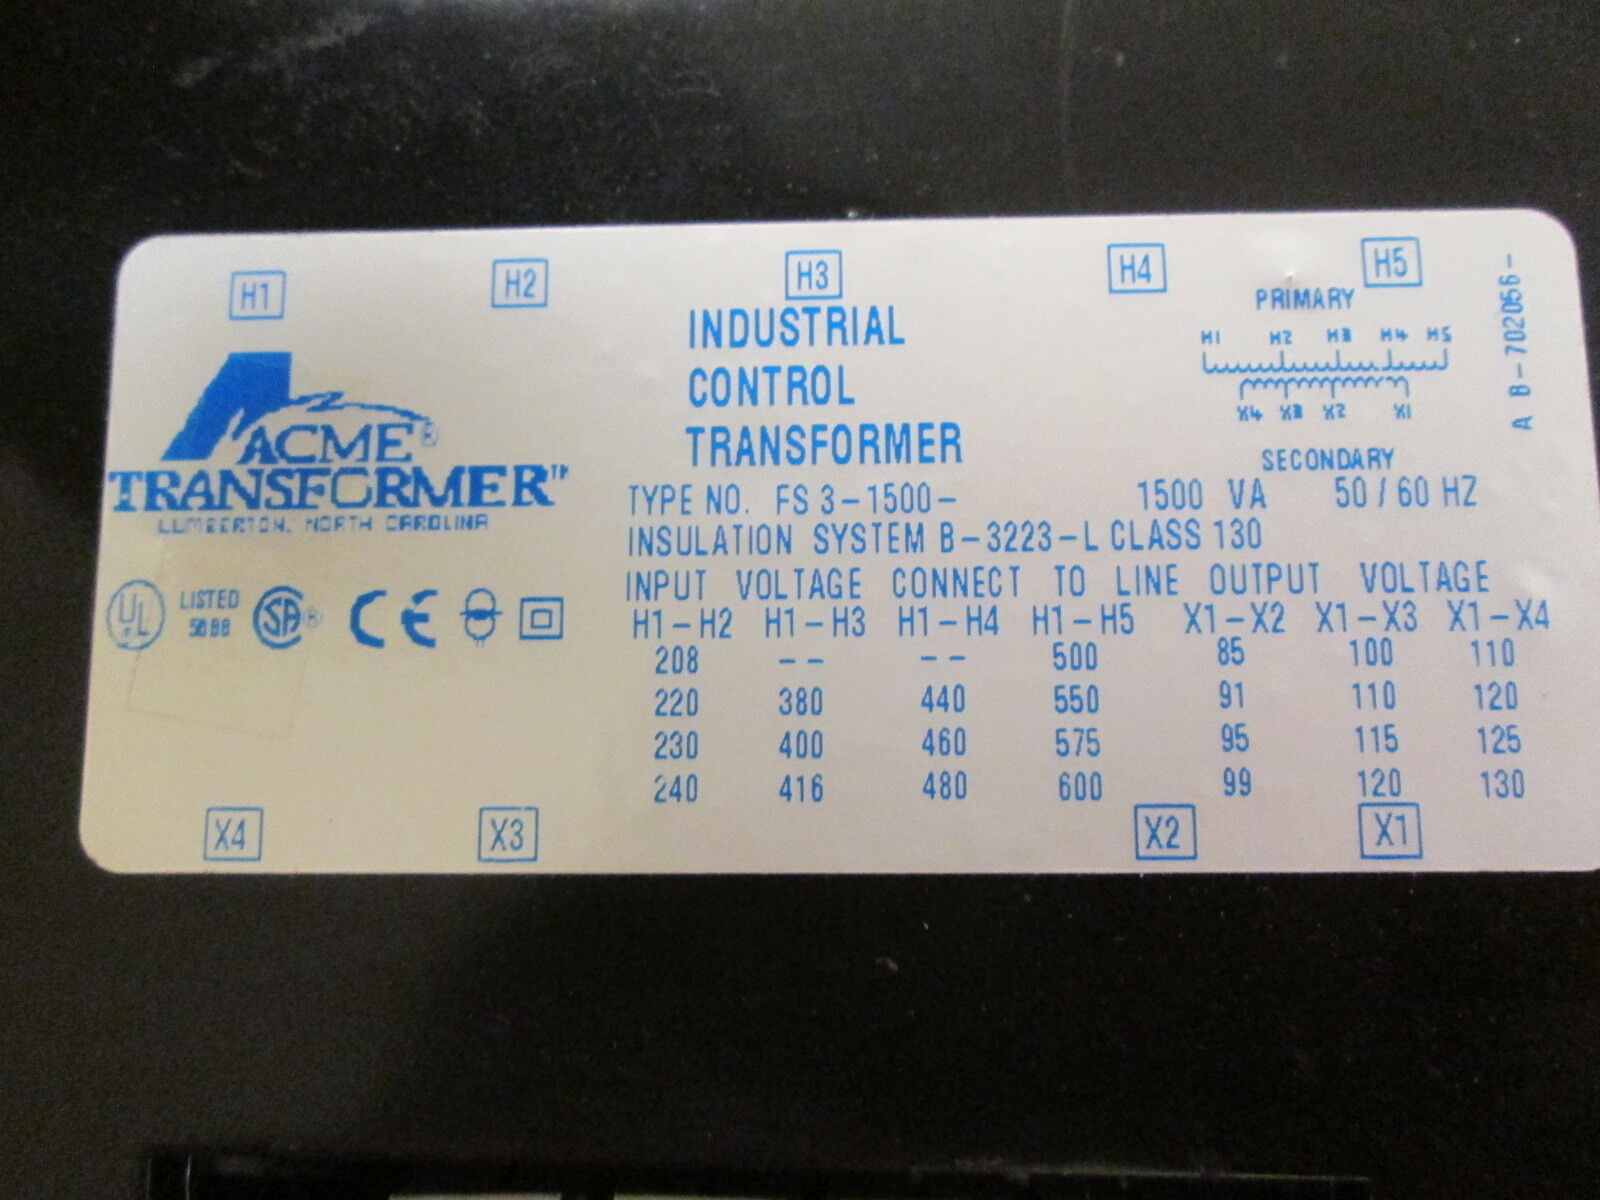 H1 H2 H3 H4 H5
INDUSTRIAL
CONTROL
TRANSFORMER
PRIMARY
H1 H2 H3 H4 H5
X4 X3 X2 X1
SECONDARY
A B-702056-
ACME®
TRANSFORMER™
LUMBERTON, NORTH CAROLINA
TYPE NO. FS 3-1500- 1500 VA 50/60 HZ
INSULATION SYSTEM B-3223-L CLASS 130
UL LISTED
5B88
CSA® CE
INPUT VOLTAGE CONNECT TO LINE OUTPUT VOLTAGE
H1-H2 H1-H3 H1-H4 H1-H5 X1-X2 X1-X3 X1-X4
208 -- -- 500 85 100 110
220 380 440 550 91 110 120
230 400 460 575 95 115 125
240 416 480 600 99 120 130
X4 X3 X2 X1